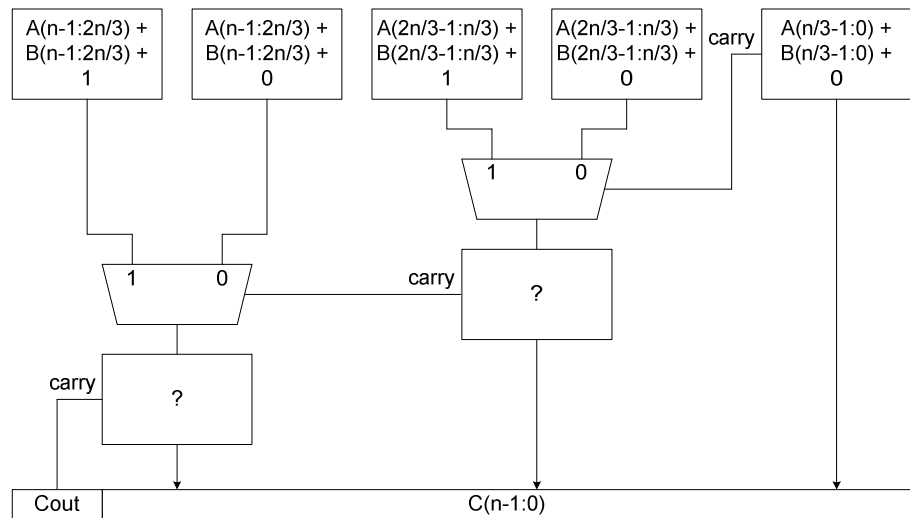 A(n-1:2n/3) +
B(n-1:2n/3) +
1
A(n-1:2n/3) +
B(n-1:2n/3) +
0
A(2n/3-1:n/3) +
B(2n/3-1:n/3) +
1
A(2n/3-1:n/3) +
B(2n/3-1:n/3) +
0
carry
A(n/3-1:0) +
B(n/3-1:0) +
0
1 0
1 0
carry
?
carry
?
Cout
C(n-1:0)